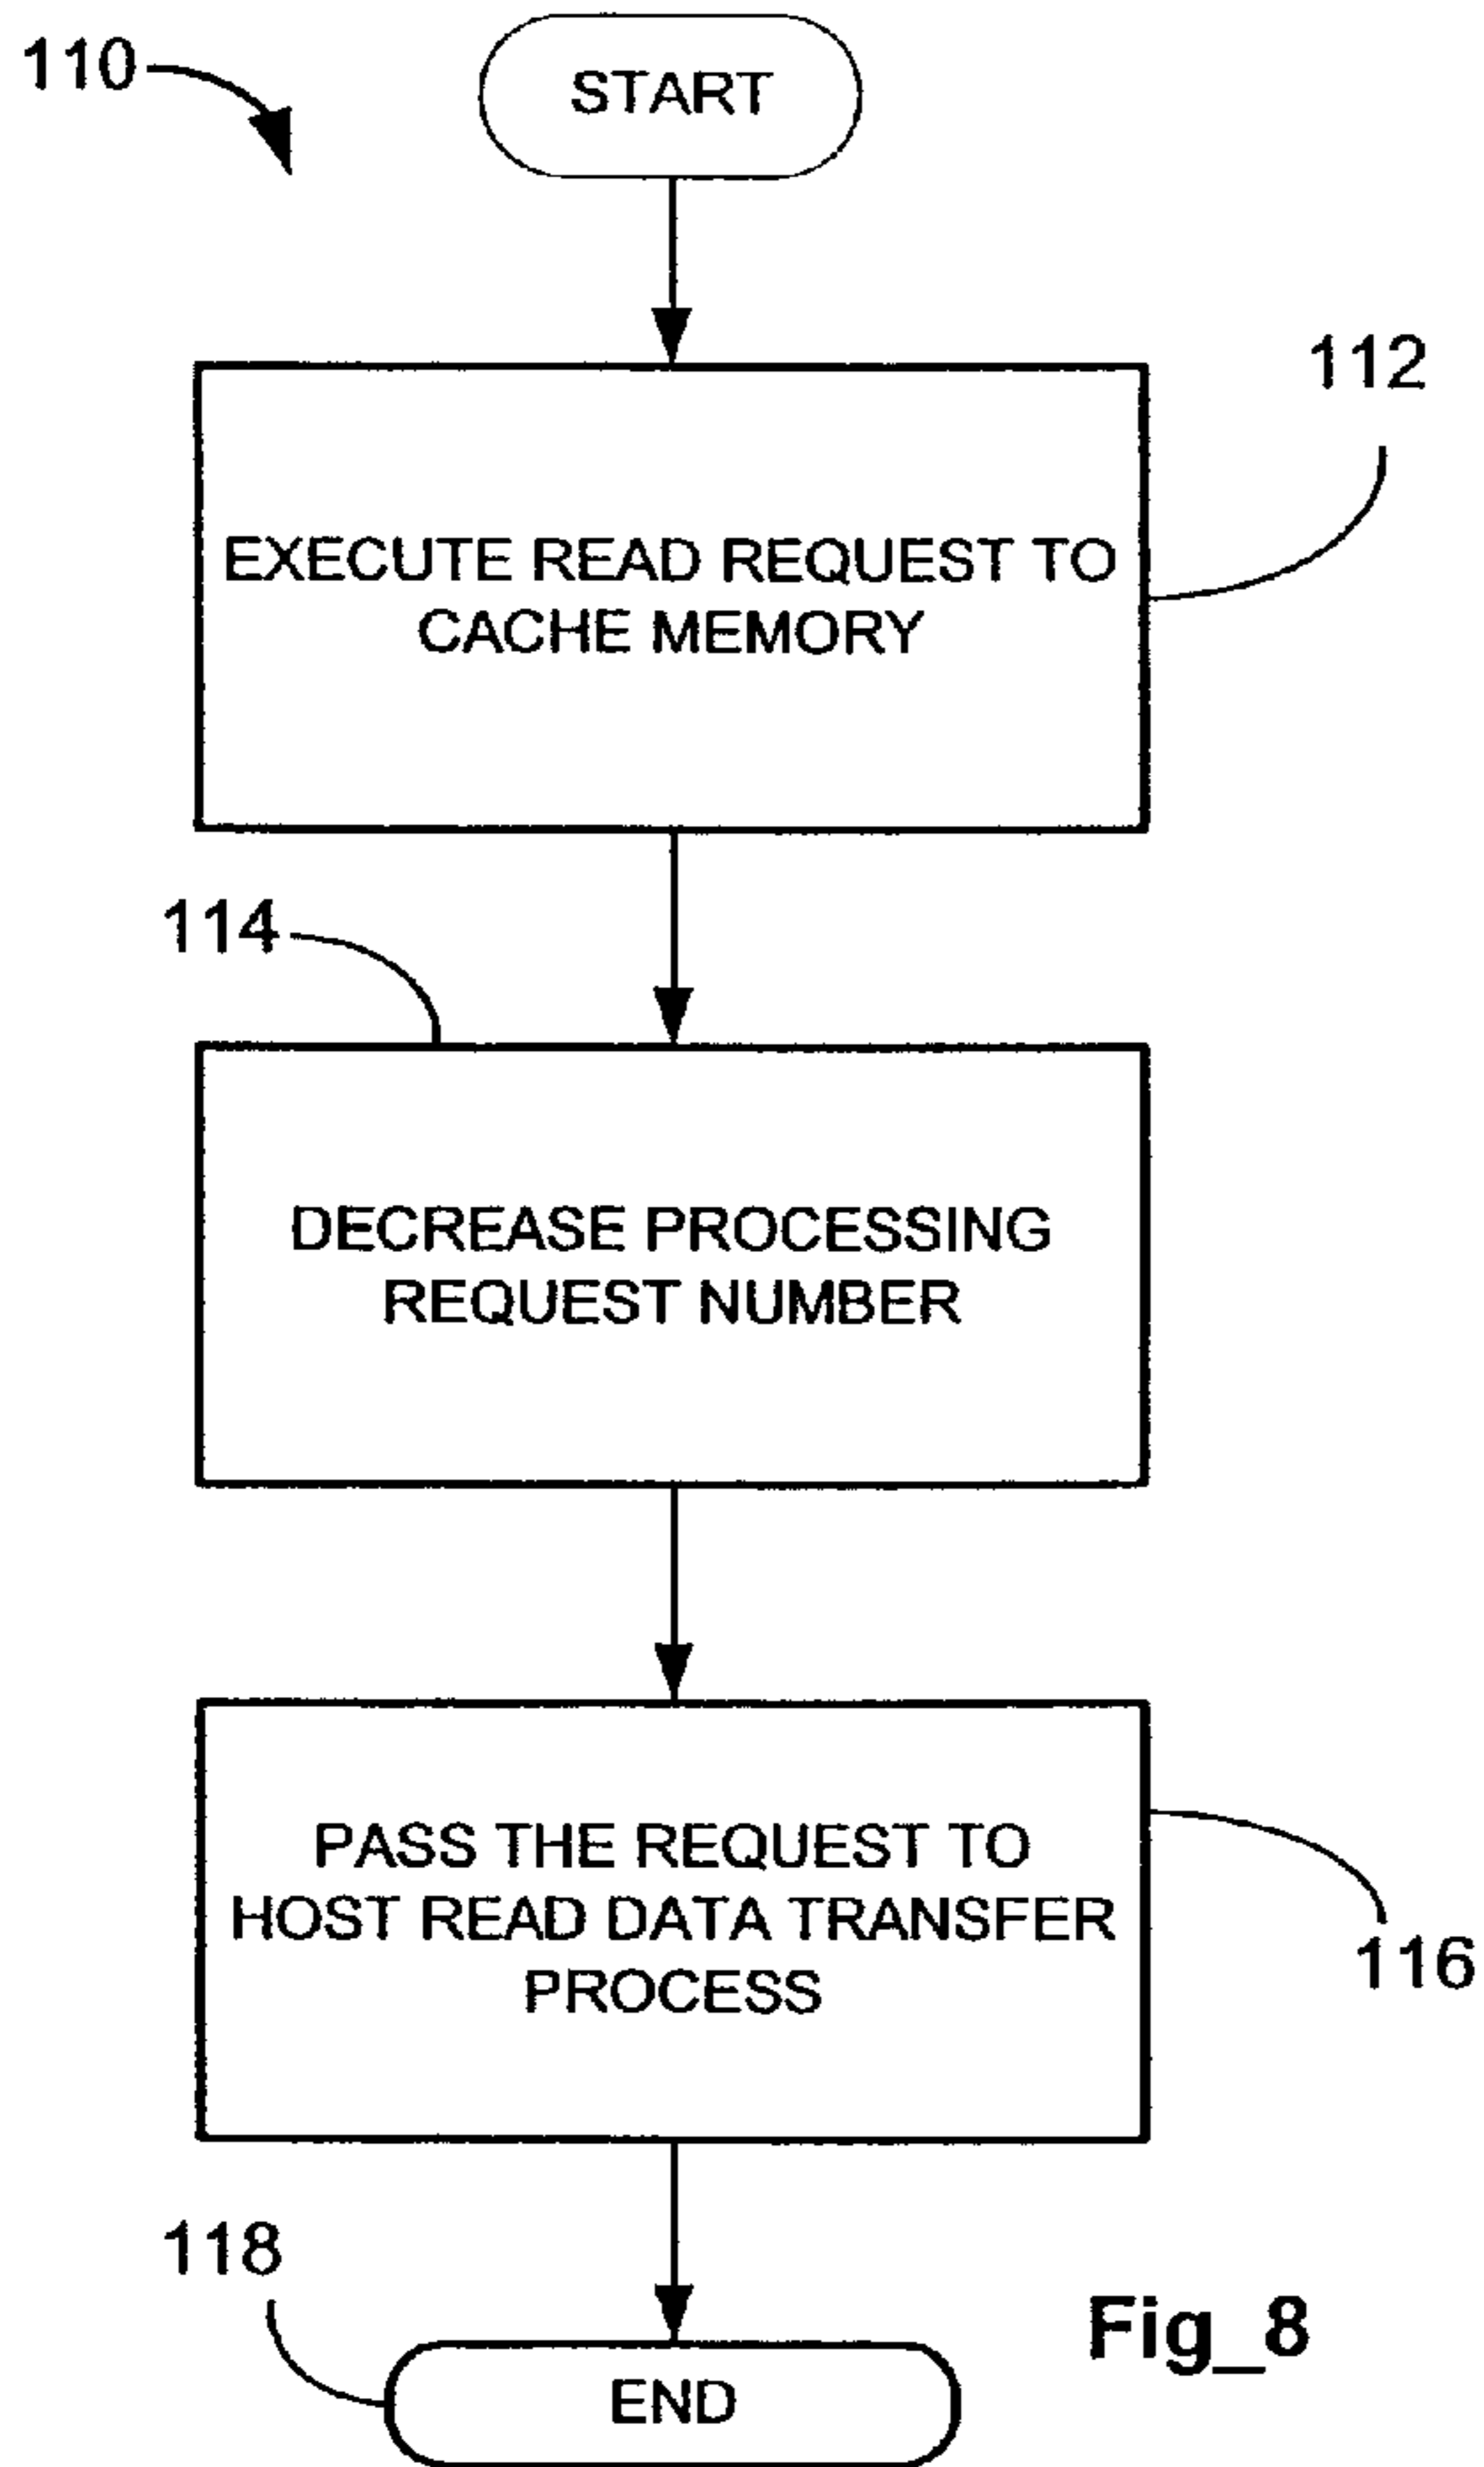 110
START
112
EXECUTE READ REQUEST TO
CACHE MEMORY
114
DECREASE PROCESSING
REQUEST NUMBER
PASS THE REQUEST TO
HOST READ DATA TRANSFER
PROCESS
116
118
END
Fig_8